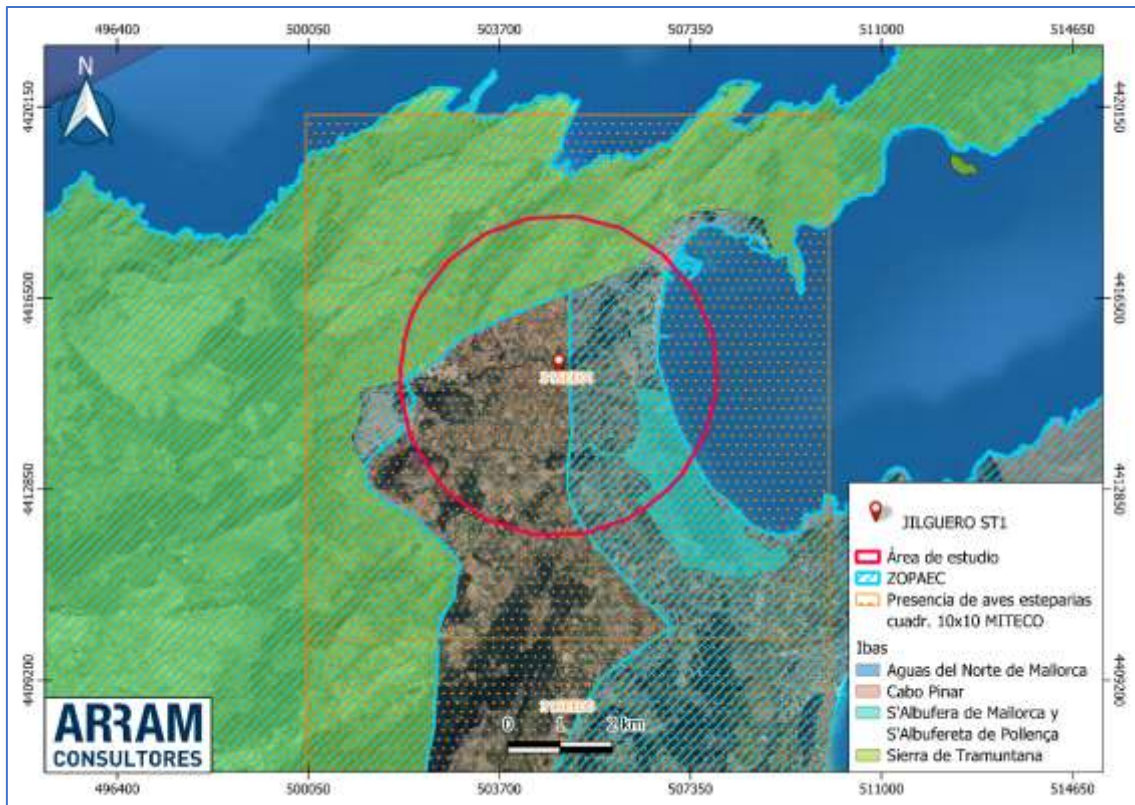 496400 500050 503700 507350 511000 514650
N
4420150 4420150
4416500 4416500
4412850 4412850
JILGUERO ST1
Área de estudio
ZOPAEC
Presencia de aves esteparias
cuadr. 10x10 MITECO
Ibas
Aguas del Norte de Mallorca
Cabo Pinar
S'Albufera de Mallorca y
S'Albufereta de Pollença
Sierra de Tramuntana
4409200 4409200
0 1 2 km
ARRAM
CONSULTORES
496400 500050 503700 507350 511000 514650